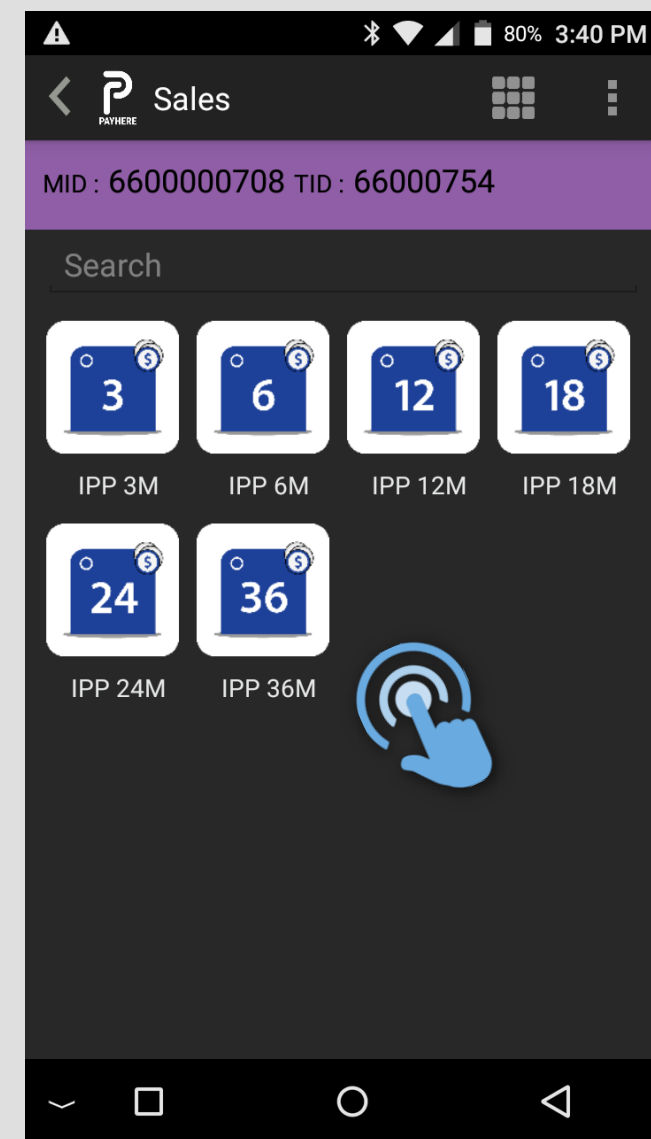 80% 3:40 PM
PAYHERE Sales
MID : 6600000708 TID : 66000754
Search
3 6 12 18
IPP 3M IPP 6M IPP 12M IPP 18M
24 36
IPP 24M IPP 36M